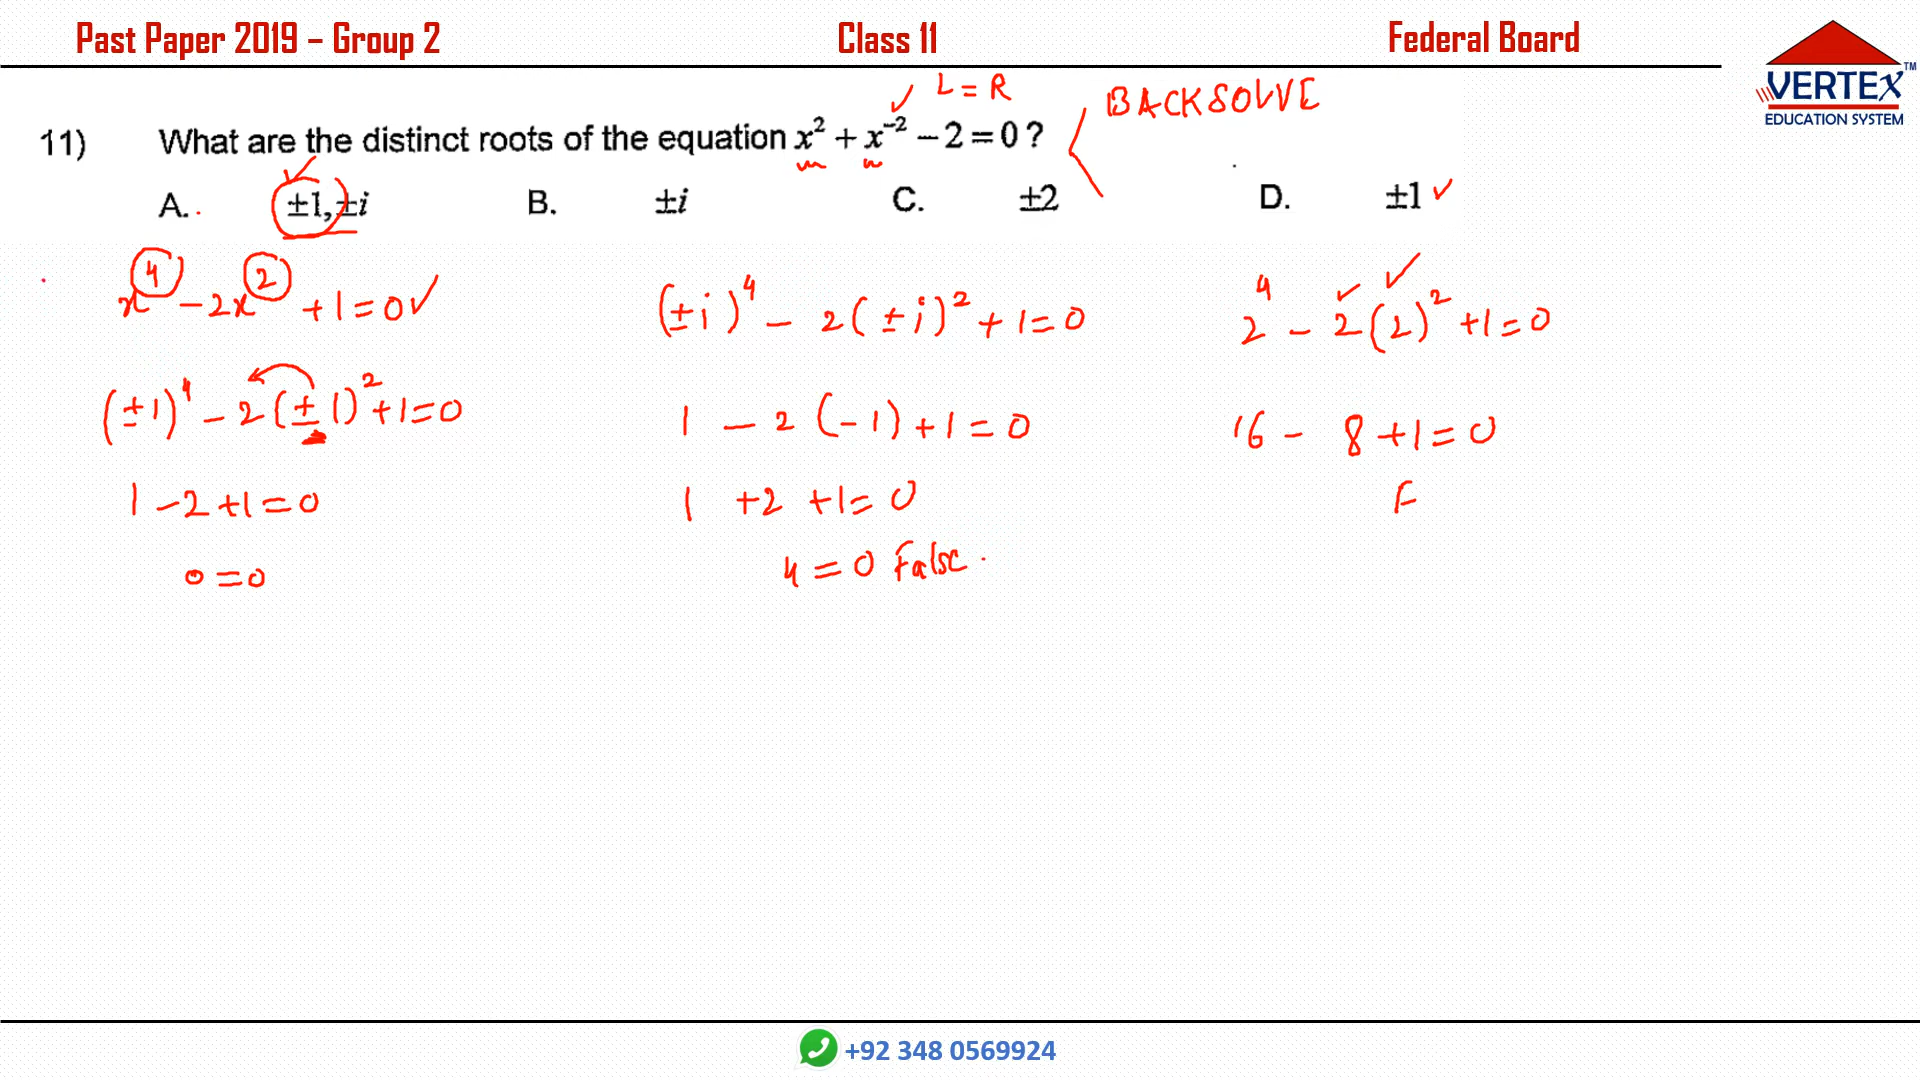 Past Paper 2019 – Group 2 Class 11 Federal Board
VERTEX TM
EDUCATION SYSTEM
L = R BACKSOLVE
11) What are the distinct roots of the equation x² + x⁻² − 2 = 0 ?
A. ±1, ±i B. ±i C. ±2 D. ±1
x⁴ − 2x² + 1 = 0 (±i)⁴ − 2(±i)² + 1 = 0 2⁴ − 2(2)² + 1 = 0
(±1)⁴ − 2(±1)² + 1 = 0 1 − 2(−1) + 1 = 0 16 − 8 + 1 = 0
1 − 2 + 1 = 0 1 + 2 + 1 = 0 F
0 = 0 4 = 0 False
+92 348 0569924